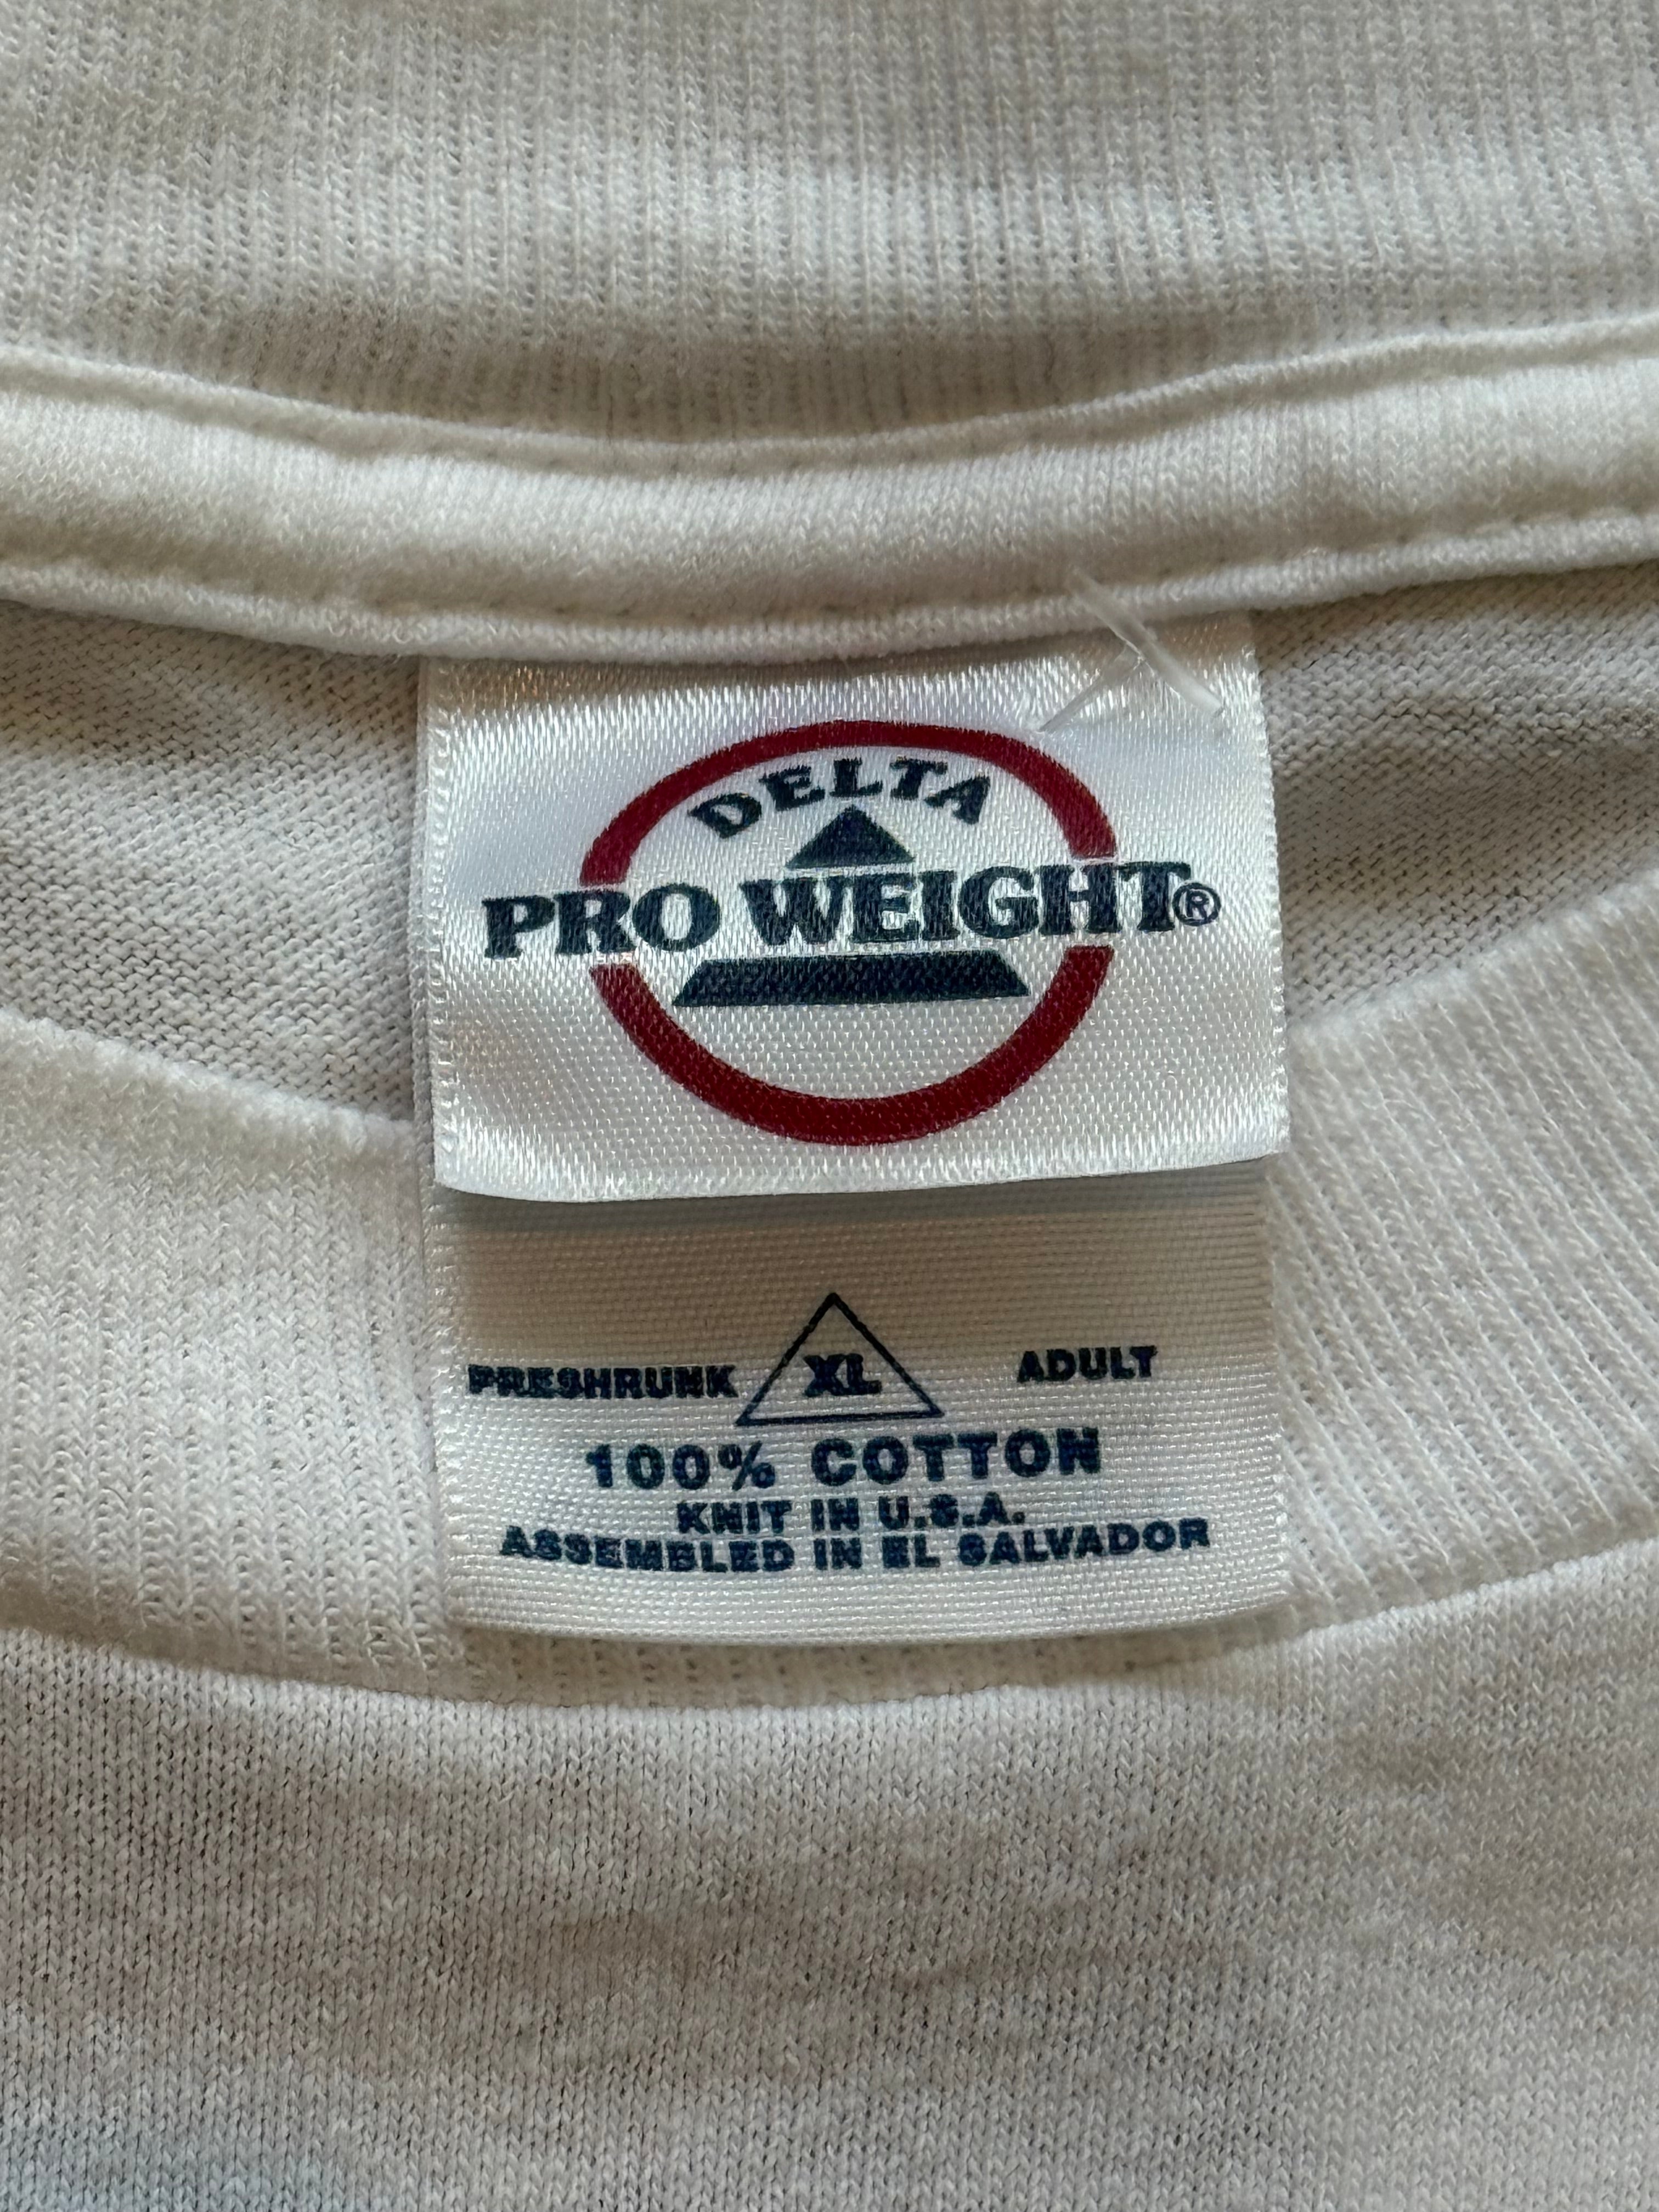 DELTA
PRO WEIGHT®
PRESHRUNK XL ADULT
100% COTTON
KNIT IN U.S.A.
ASSEMBLED IN EL SALVADOR